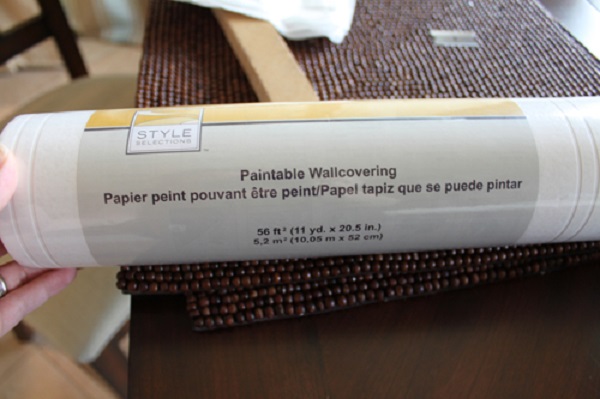 STYLE
SELECTIONS
Paintable Wallcovering
Papier peint pouvant être peint/Papel tapiz que se puede pintar
56 ft² (11 yd. x 20.5 in.)
5,2 m² (10,05 m x 52 cm)